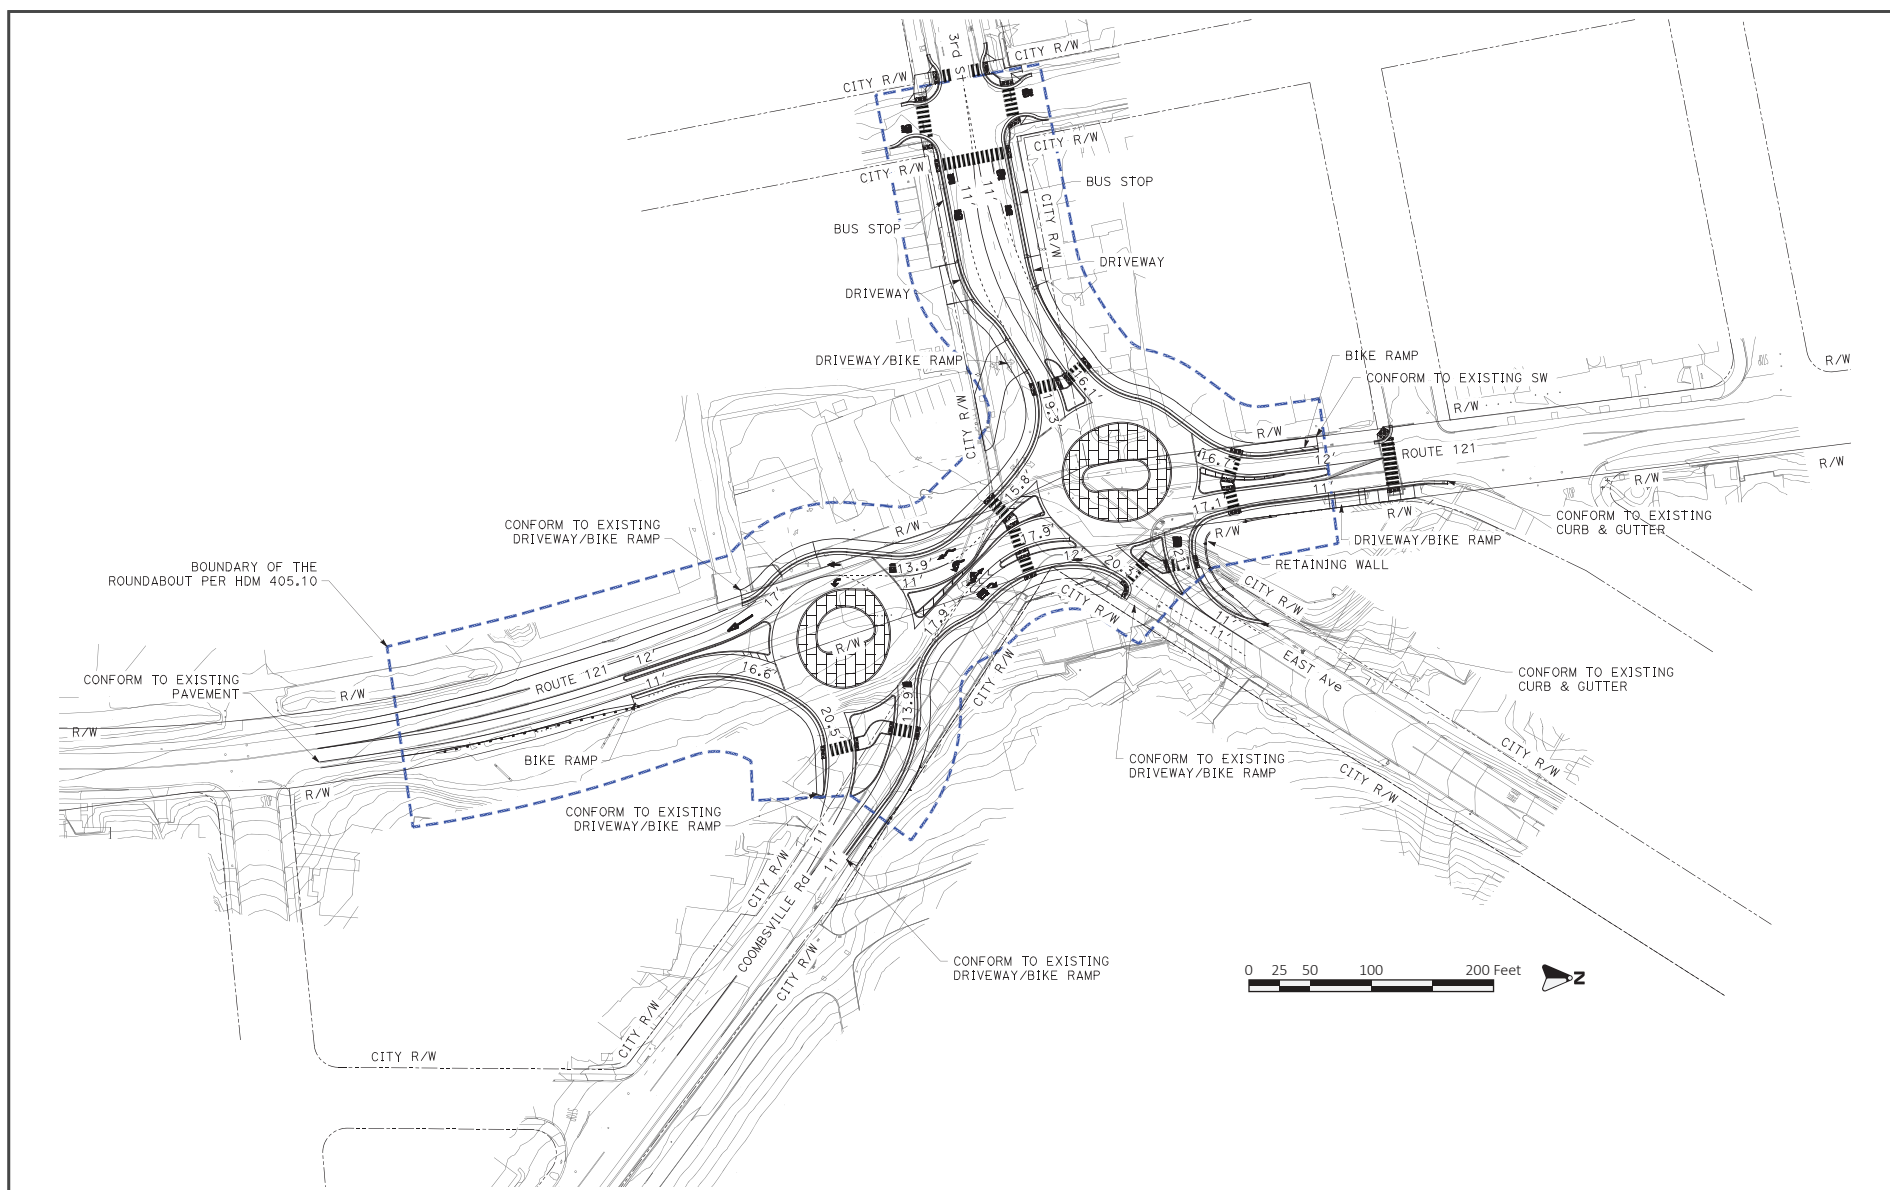 3rd St
CITY R/W
CITY R/W
CITY R/W
CITY R/W
11'
11'
BUS STOP
CITY R/W
BUS STOP
DRIVEWAY
DRIVEWAY
DRIVEWAY/BIKE RAMP
BIKE RAMP
CONFORM TO EXISTING SW
BUS
R/W
16.1'
19.3'
CITY R/W
R/W
R/W
ROUTE 121
16.7'
12'
11'
17.1'
R/W
R/W
STOP
R/W
R/W
CONFORM TO EXISTING
CURB & GUTTER
DRIVEWAY/BIKE RAMP
RETAINING WALL
15.8'
R/W
17.9'
12'
13.9'
11'
20.3'
21'
CONFORM TO EXISTING
DRIVEWAY/BIKE RAMP
BOUNDARY OF THE
ROUNDABOUT PER HDM 405.10
17'
17.9'
R/W
CITY R/W
CITY R/W
11'
11'
EAST Ave
CONFORM TO EXISTING
CURB & GUTTER
CONFORM TO EXISTING
PAVEMENT
R/W
ROUTE 121
12'
11'
16.6'
CITY R/W
13.9'
20.5'
R/W
BIKE RAMP
R/W
STOP
CONFORM TO EXISTING
DRIVEWAY/BIKE RAMP
CITY R/W
CITY R/W
CONFORM TO EXISTING
DRIVEWAY/BIKE RAMP
11'
11'
CITY R/W
COOMBSVILLE Rd
CITY R/W
CONFORM TO EXISTING
DRIVEWAY/BIKE RAMP
0 25 50 100 200 Feet
N
CITY R/W
CITY R/W